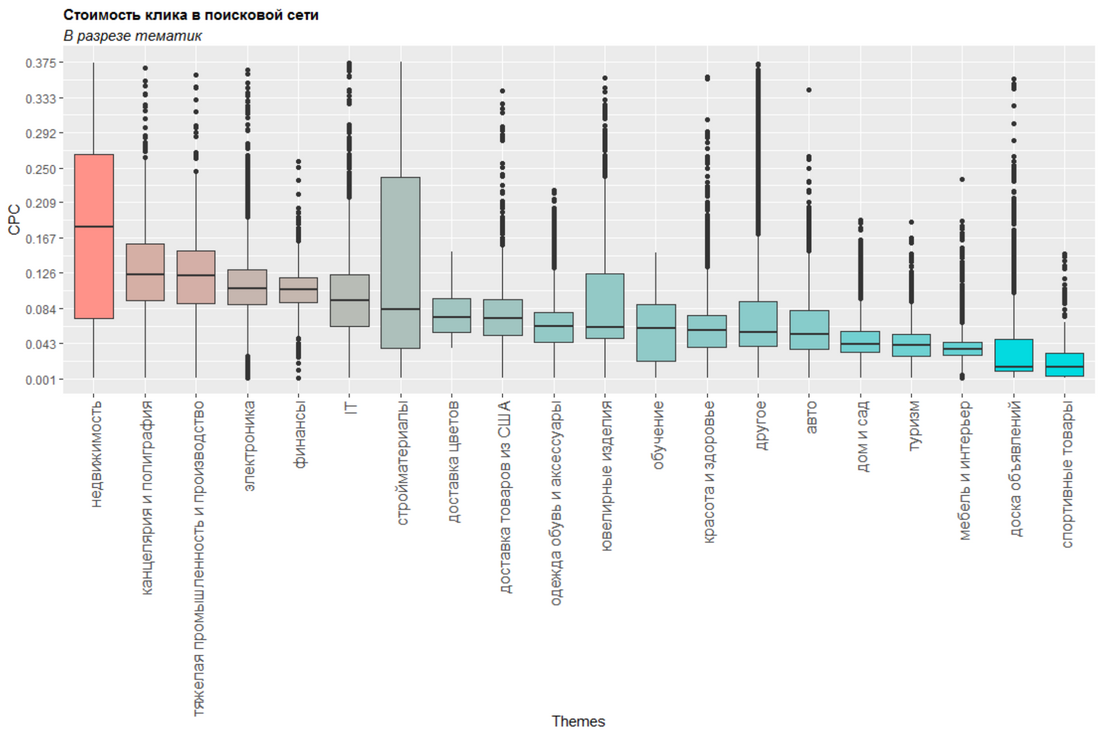 Стоимость клика в поисковой сети
В разрезе тематик
CPC
0.375
0.333
0.292
0.250
0.209
0.167
0.126
0.084
0.043
0.001
недвижимость
канцелярия и полиграфия
тяжелая промышленность и производство
электроника
финансы
IT
стройматериалы
доставка цветов
доставка товаров из США
одежда обувь и аксессуары
ювелирные изделия
обучение
красота и здоровье
другое
авто
дом и сад
туризм
мебель и интерьер
доска объявлений
спортивные товары
Themes